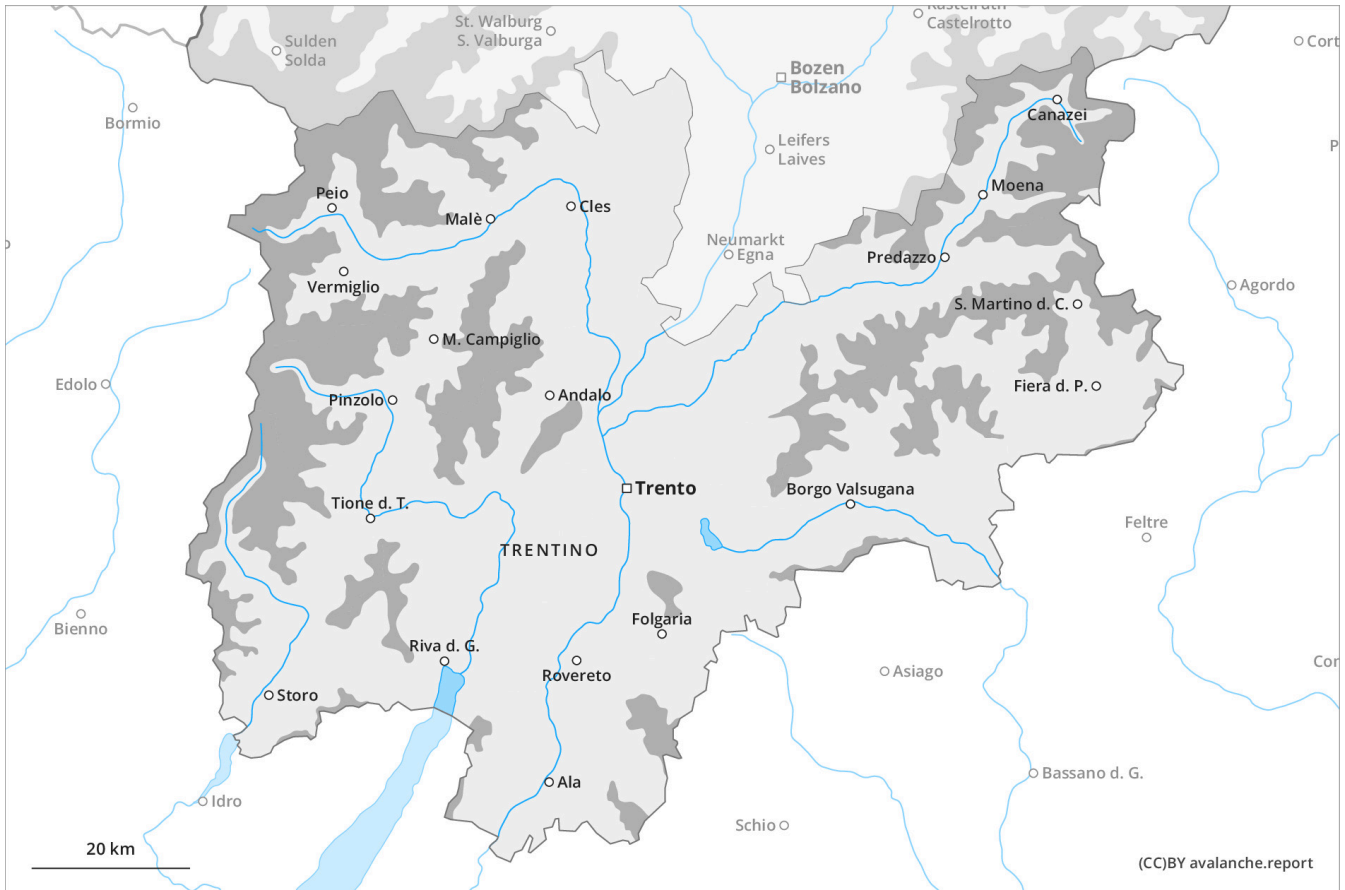 St. Walburg
S. Valburga
Castelrotto
Sulden
Solda
Cort
Bozen
Bolzano
Bormio
Canazei
Leifers
Laives
Peio
Moena
Malè
Cles
Neumarkt
Egna
Predazzo
Vermiglio
Agordo
S. Martino d. C.
M. Campiglio
Edolo
Fiera d. P.
Pinzolo
Andalo
Trento
Borgo Valsugana
Tione d. T.
Feltre
TRENTINO
Folgaria
Bienno
Riva d. G.
Rovereto
Asiago
Storo
Bassano d. G.
Ala
Idro
Schio
20 km
(CC)BY avalanche.report